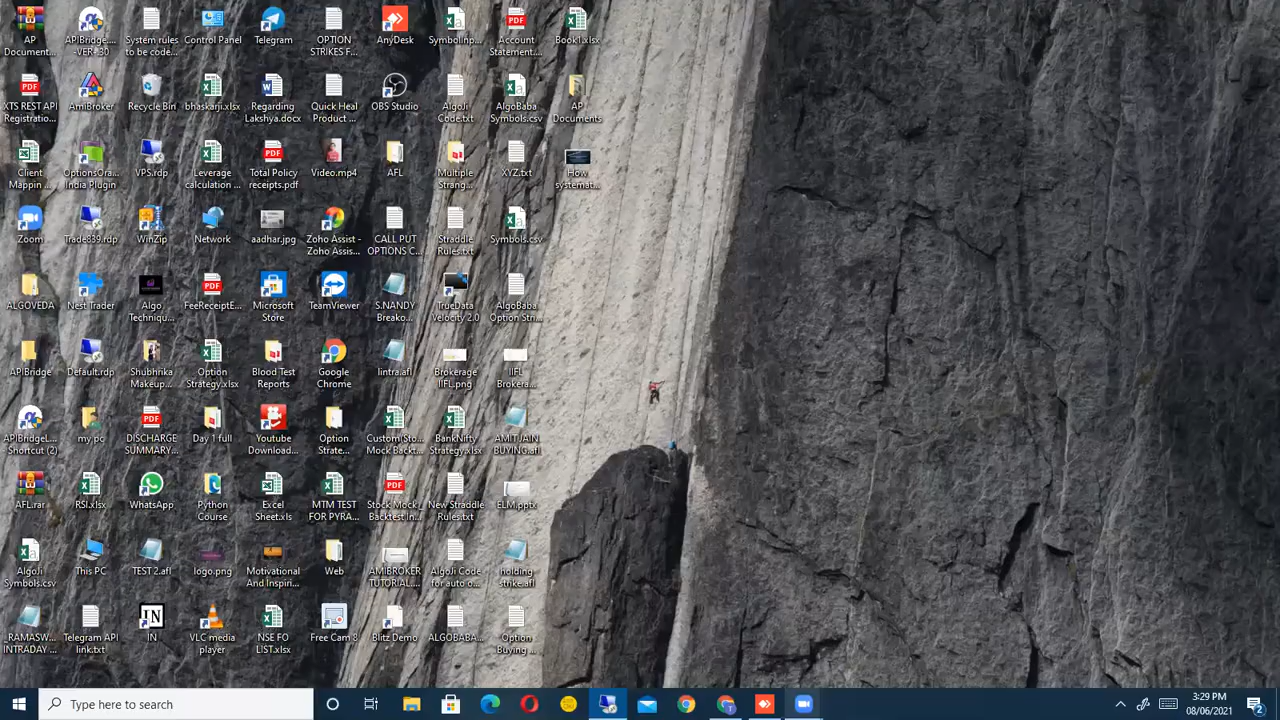 AP
Document...
APIBridge....
-VER- 30
System rules
to be code...
Control Panel
Telegram
OPTION
STRIKES F...
AnyDesk
Symbol.inp...
Account
Statement....
Book1.xlsx
XTS REST API
Registratio...
AmiBroker
Recycle Bin
bhaskarji.xlsx
Regarding
Lakshya.docx
Quick Heal
Product ...
OBS Studio
AlgoJi
Code.txt
AlgoBaba
Symbols.csv
AP
Documents
Client
Mappin ...
OptionsOra...
India Plugin
VPS.rdp
Leverage
calculation ...
Total Policy
receipts.pdf
Video.mp4
AFL
Multiple
Strang...
XYZ.txt
How
systemat...
Zoom
Trade839.rdp
WinZip
Network
aadhar.jpg
Zoho Assist -
Zoho Assis...
CALL PUT
OPTIONS C...
Straddle
Rules.txt
Symbols.csv
ALGOVEDA
Nest Trader
Algo
Techniqu...
FeeReceiptE...
Microsoft
Store
TeamViewer
S.NANDY
Breako...
TrueData
Velocity 2.0
AlgoBaba
Option Stri...
APIBridge
Default.rdp
Shubhrika
Makeup...
Option
Strategy.xlsx
Blood Test
Reports
Google
Chrome
lintra.afl
Brokerage
IIFL.png
IIFL
Brokera...
APIBridgeL...
Shortcut (2)
my pc
DISCHARGE
SUMMARY...
Day 1 full
Youtube
Download...
Option
Strate...
Custom(Sto...
Mock Backt...
BankNifty
Strategy.xlsx
AMITJAIN
BUYING.afl
AFL.rar
RSI.xlsx
WhatsApp
Python
Course
Excel
Sheet.xls
MTM TEST
FOR PYRA...
Stock Mock
Backtest In...
New Straddle
Rules.txt
ELM.pptx
AlgoJi
Symbols.csv
This PC
TEST 2.afl
logo.png
Motivational
And Inspiri...
Web
AMIBROKER
TUTORIAL....
AlgoJi Code
for auto o...
holding
strike.afl
_RAMASW...
INTRADAY ...
Telegram API
link.txt
IN
IN
VLC media
player
NSE FO
LIST.xlsx
Free Cam 8
Blitz Demo
ALGOBABA...
Option
Buying ...
Type here to search
3:29 PM
08/06/2021
2